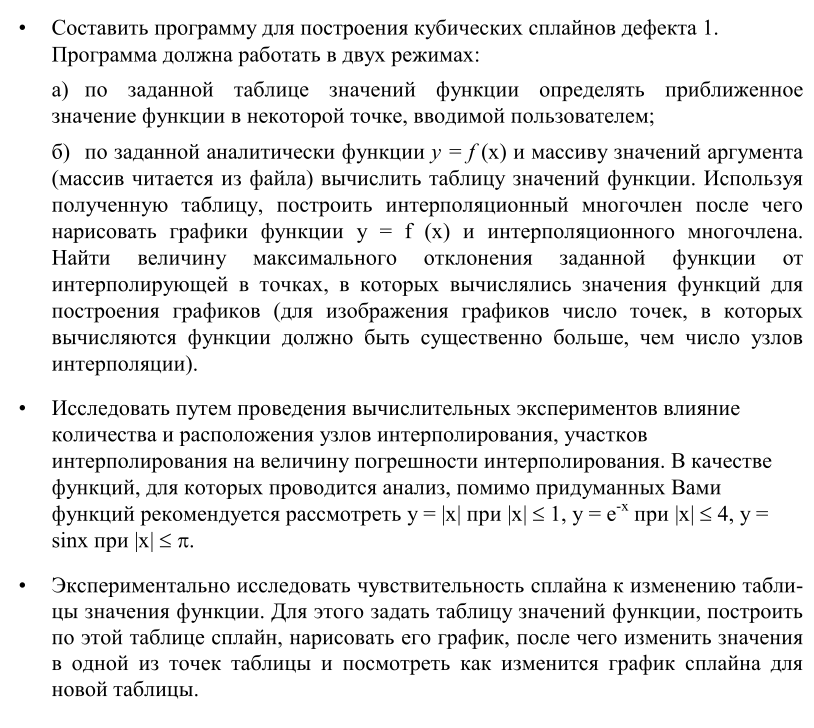 • Составить программу для построения кубических сплайнов дефекта 1.
Программа должна работать в двух режимах:
а) по заданной таблице значений функции определять приближенное
значение функции в некоторой точке, вводимой пользователем;
б) по заданной аналитически функции y = f (x) и массиву значений аргумента
(массив читается из файла) вычислить таблицу значений функции. Используя
полученную таблицу, построить интерполяционный многочлен после чего
нарисовать графики функции y = f (x) и интерполяционного многочлена.
Найти величину максимального отклонения заданной функции от
интерполирующей в точках, в которых вычислялись значения функций для
построения графиков (для изображения графиков число точек, в которых
вычисляются функции должно быть существенно больше, чем число узлов
интерполяции).
• Исследовать путем проведения вычислительных экспериментов влияние
количества и расположения узлов интерполирования, участков
интерполирования на величину погрешности интерполирования. В качестве
функций, для которых проводится анализ, помимо придуманных Вами
функций рекомендуется рассмотреть y = |x| при |x| ≤ 1, y = e⁻ˣ при |x| ≤ 4, y =
sinx при |x| ≤ π.
• Экспериментально исследовать чувствительность сплайна к изменению табли-
цы значения функции. Для этого задать таблицу значений функции, построить
по этой таблице сплайн, нарисовать его график, после чего изменить значения
в одной из точек таблицы и посмотреть как изменится график сплайна для
новой таблицы.